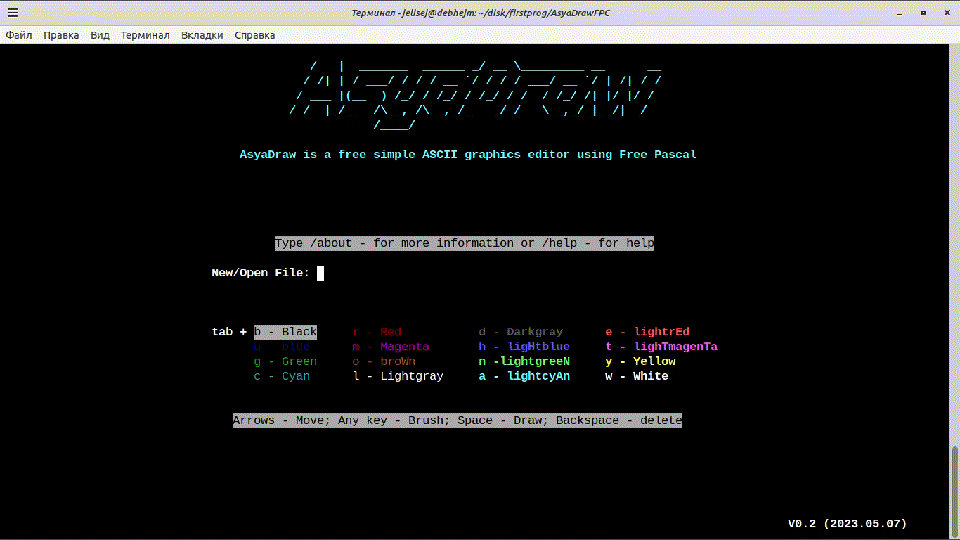 Терминал - jelisej@debhejm: ~/disk/firstprog/AsyaDrawFPC
Файл Правка Вид Терминал Вкладки Справка
AsyaDraw
AsyaDraw is a free simple ASCII graphics editor using Free Pascal
Type /about - for more information or /help - for help
New/Open File:
tab + b - Black r - Red d - Darkgray e - lightrEd
blue m - Magenta h - ligHtblue t - lighTmagenTa
g - Green o - broWn n -lightgreeN y - Yellow
c - Cyan l - Lightgray a - lightcyAn w - White
Arrows - Move; Any key - Brush; Space - Draw; Backspace - delete
V0.2 (2023.05.07)